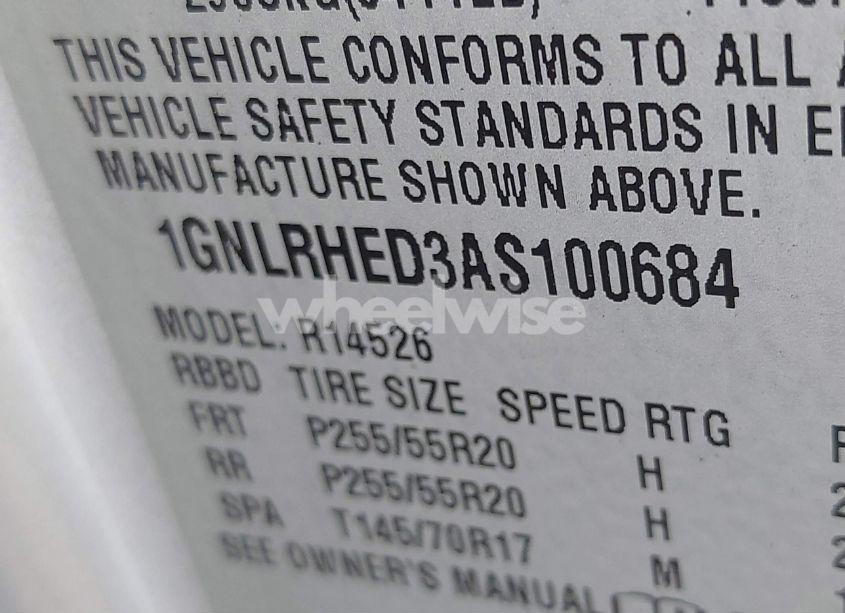 THIS VEHICLE CONFORMS TO ALL
VEHICLE SAFETY STANDARDS IN
MANUFACTURE SHOWN ABOVE.
1GNLRHED3AS100684
wheelwise
MODEL: R14526
RBBD TIRE SIZE SPEED RTG
FRT P255/55R20 H
RR P255/55R20 H
SPA T145/70R17 M
SEE OWNER'S MANUAL